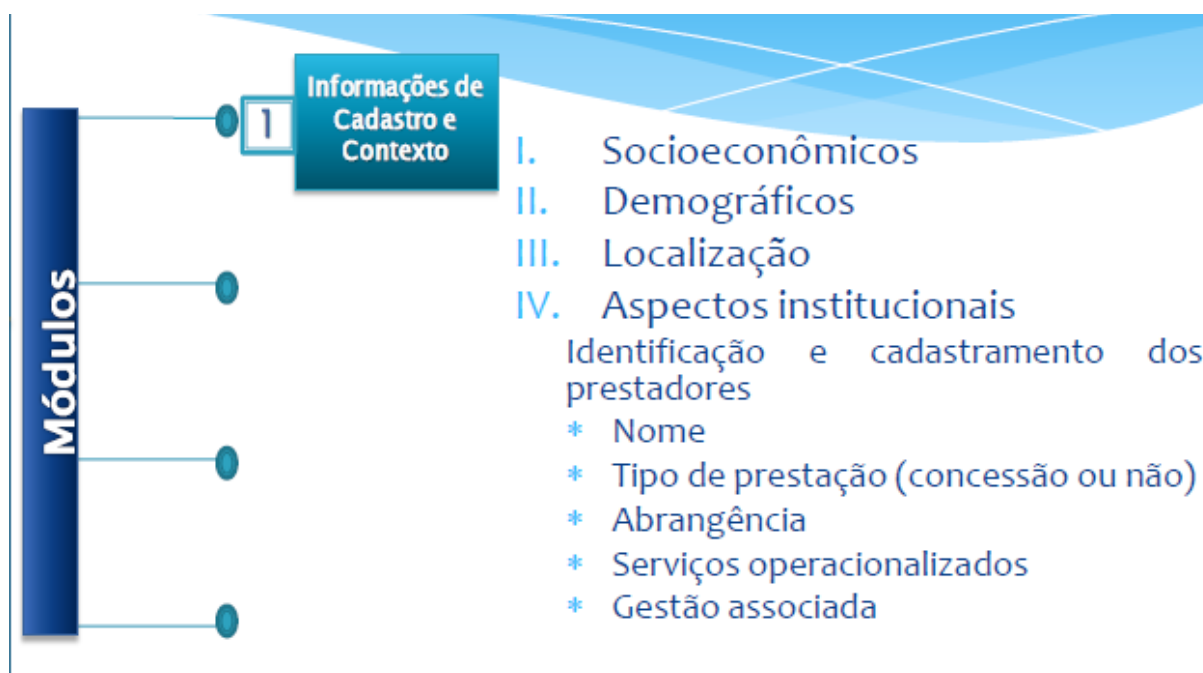 Módulos
1
Informações de
Cadastro e
Contexto
I. Socioeconômicos
II. Demográficos
III. Localização
IV. Aspectos institucionais
Identificação e cadastramento dos
prestadores
* Nome
* Tipo de prestação (concessão ou não)
* Abrangência
* Serviços operacionalizados
* Gestão associada